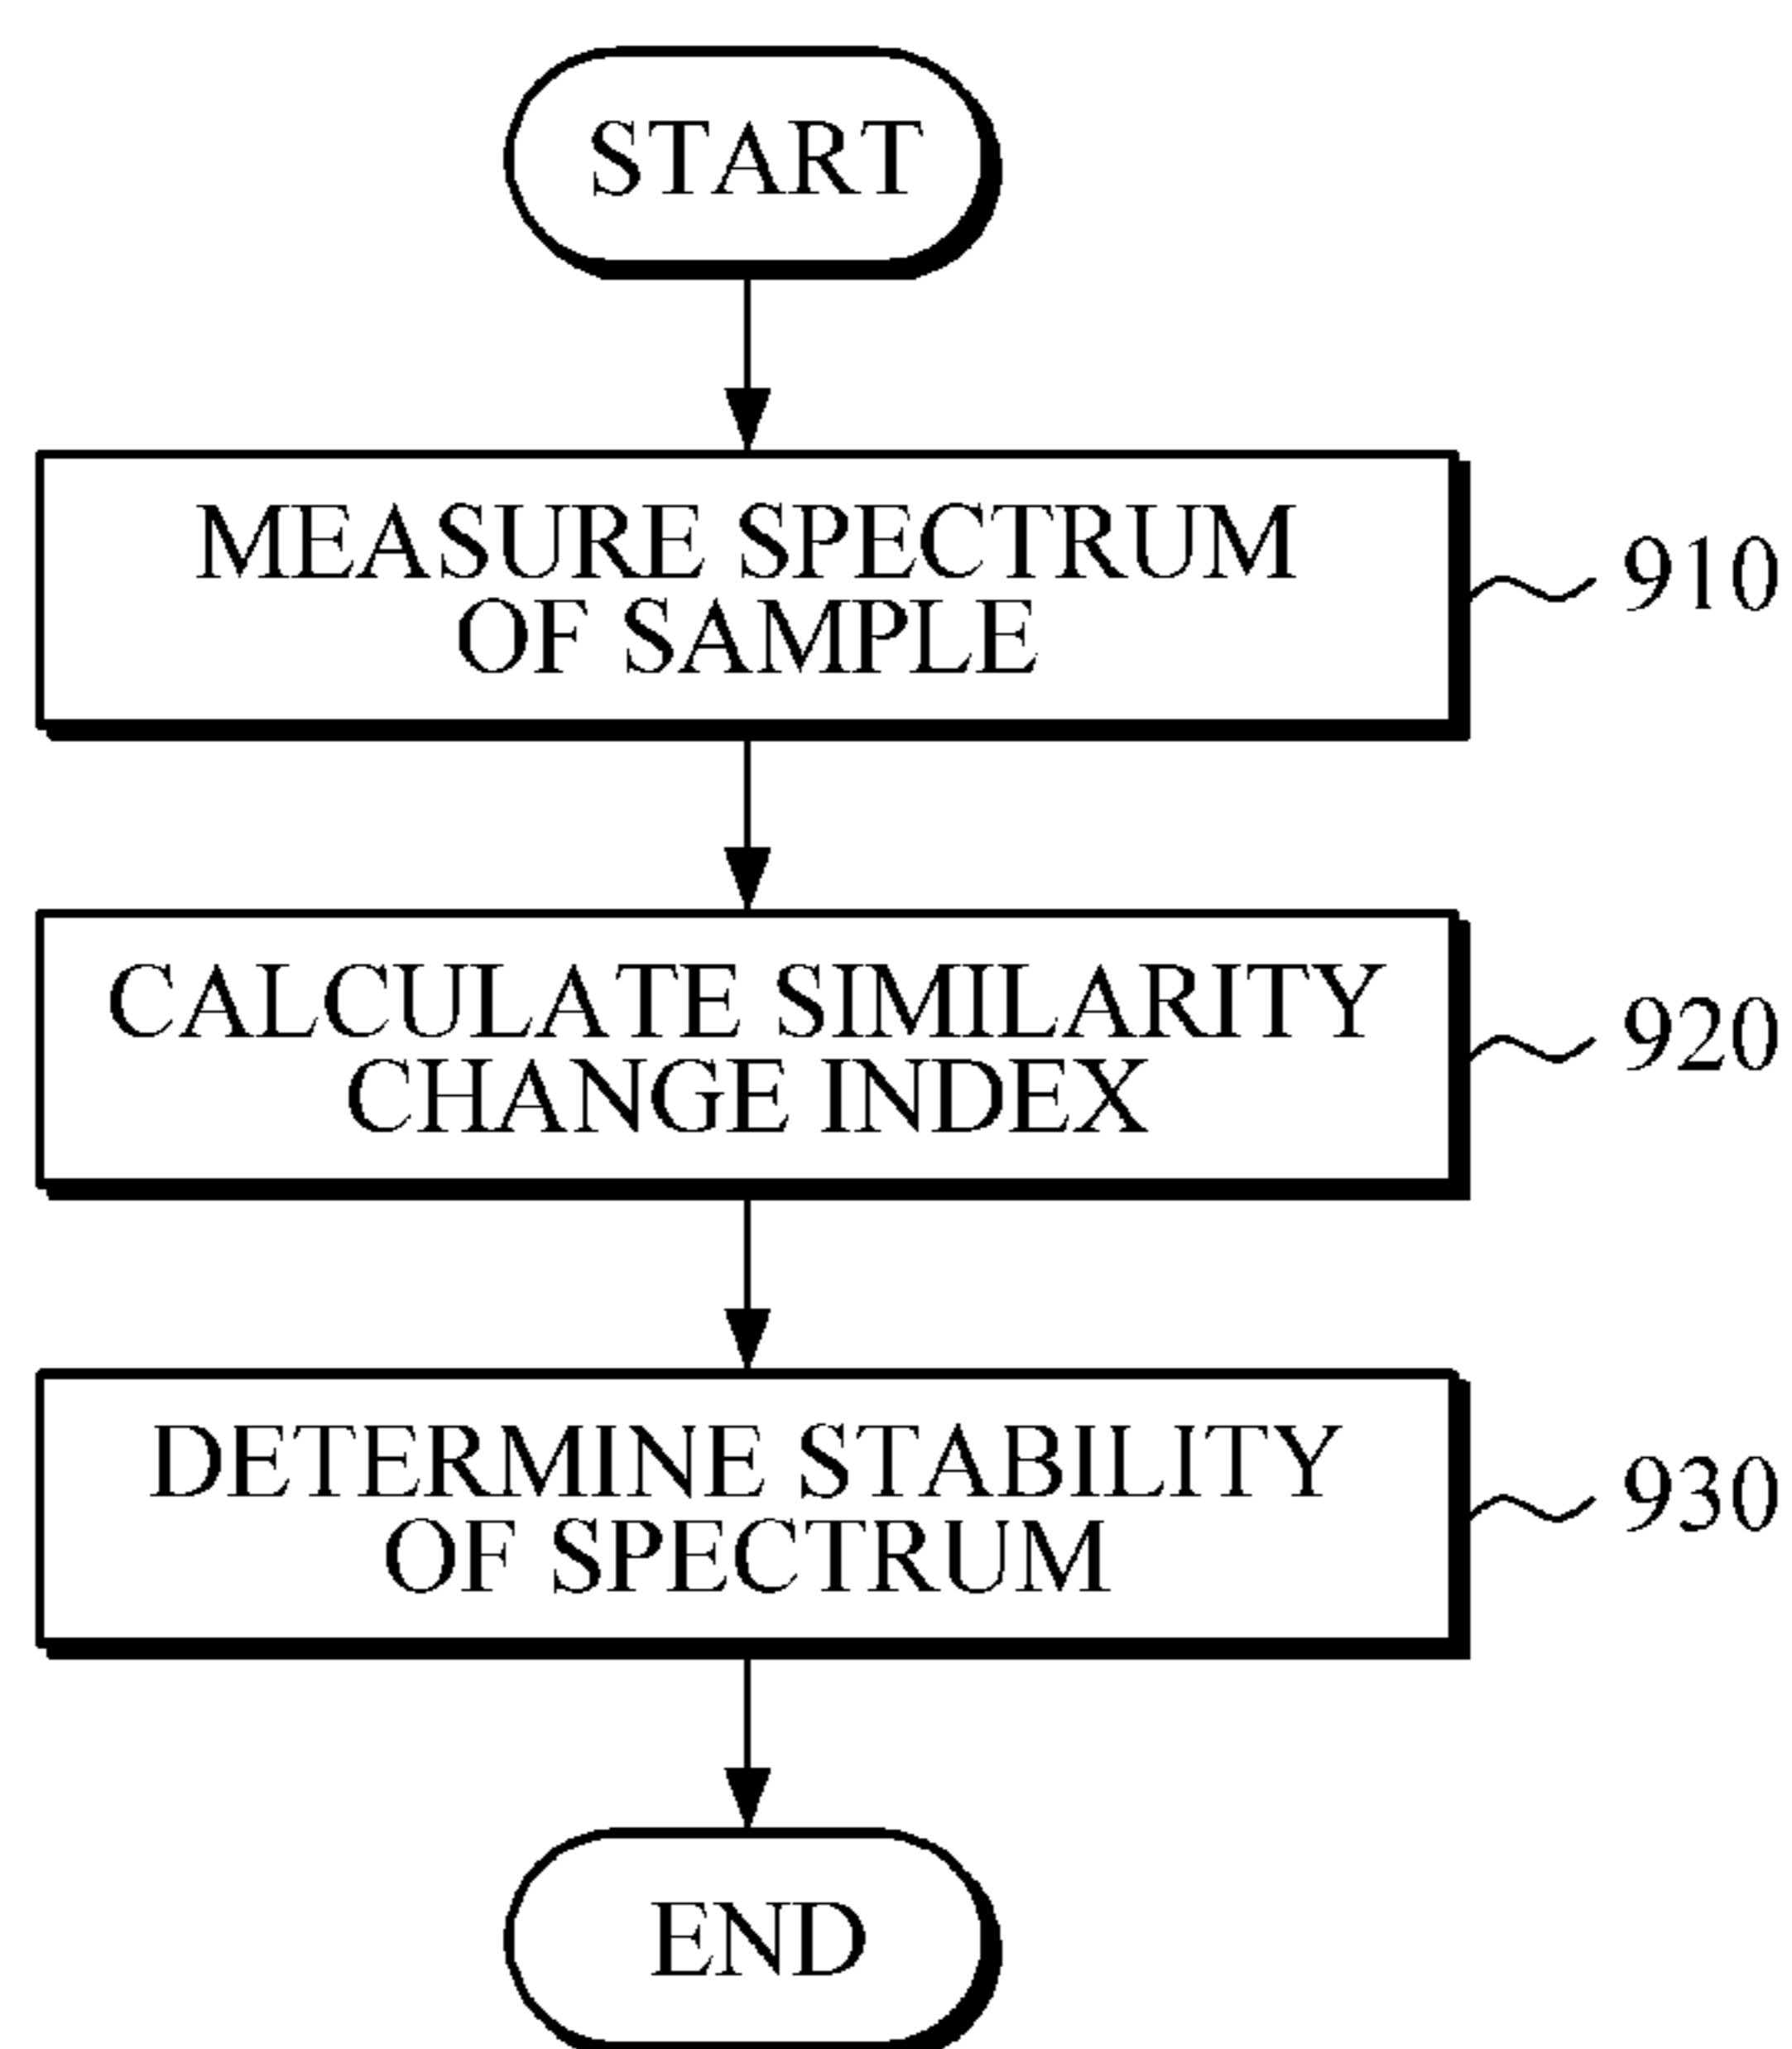 START
MEASURE SPECTRUM
OF SAMPLE
910
CALCULATE SIMILARITY
CHANGE INDEX
920
DETERMINE STABILITY
OF SPECTRUM
930
END